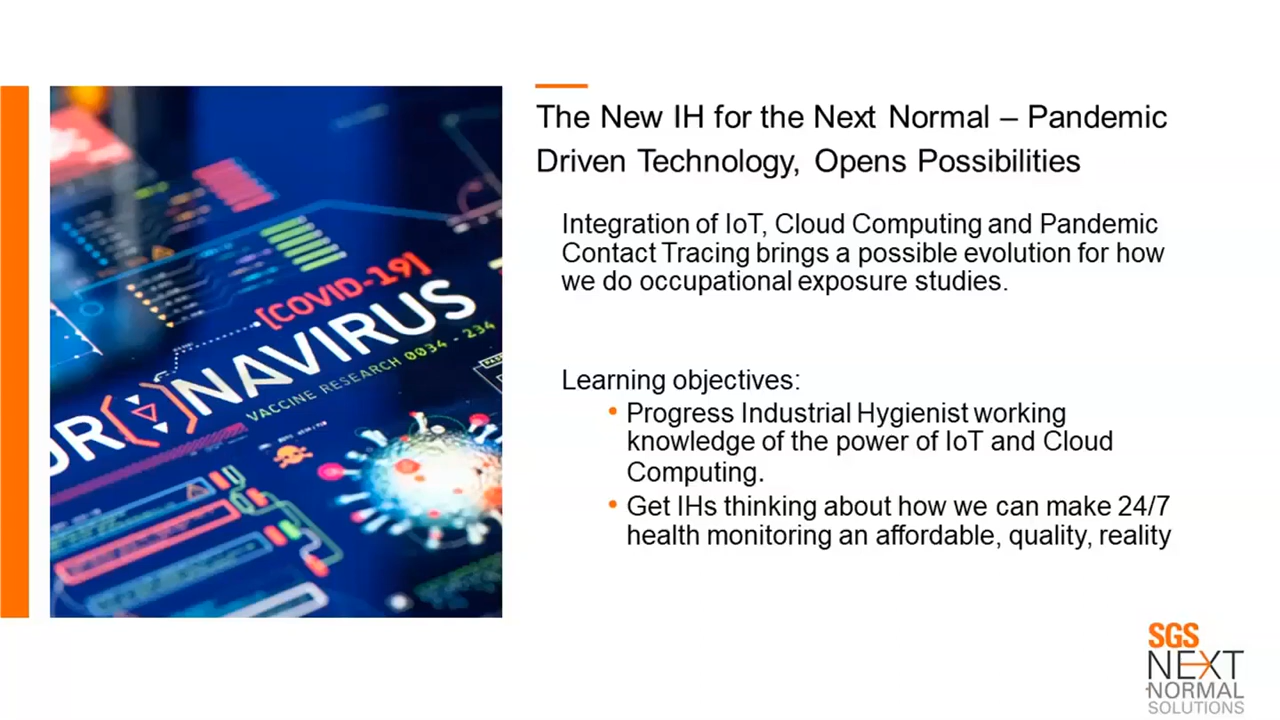 The New IH for the Next Normal – Pandemic
Driven Technology, Opens Possibilities
Integration of IoT, Cloud Computing and Pandemic
Contact Tracing brings a possible evolution for how
we do occupational exposure studies.
Learning objectives:
• Progress Industrial Hygienist working
knowledge of the power of IoT and Cloud
Computing.
• Get IHs thinking about how we can make 24/7
health monitoring an affordable, quality, reality
[COVID-19]
NAVIRUS
VACCINE RESEARCH 0034 - 234
SGS
NEXT
NORMAL
SOLUTIONS